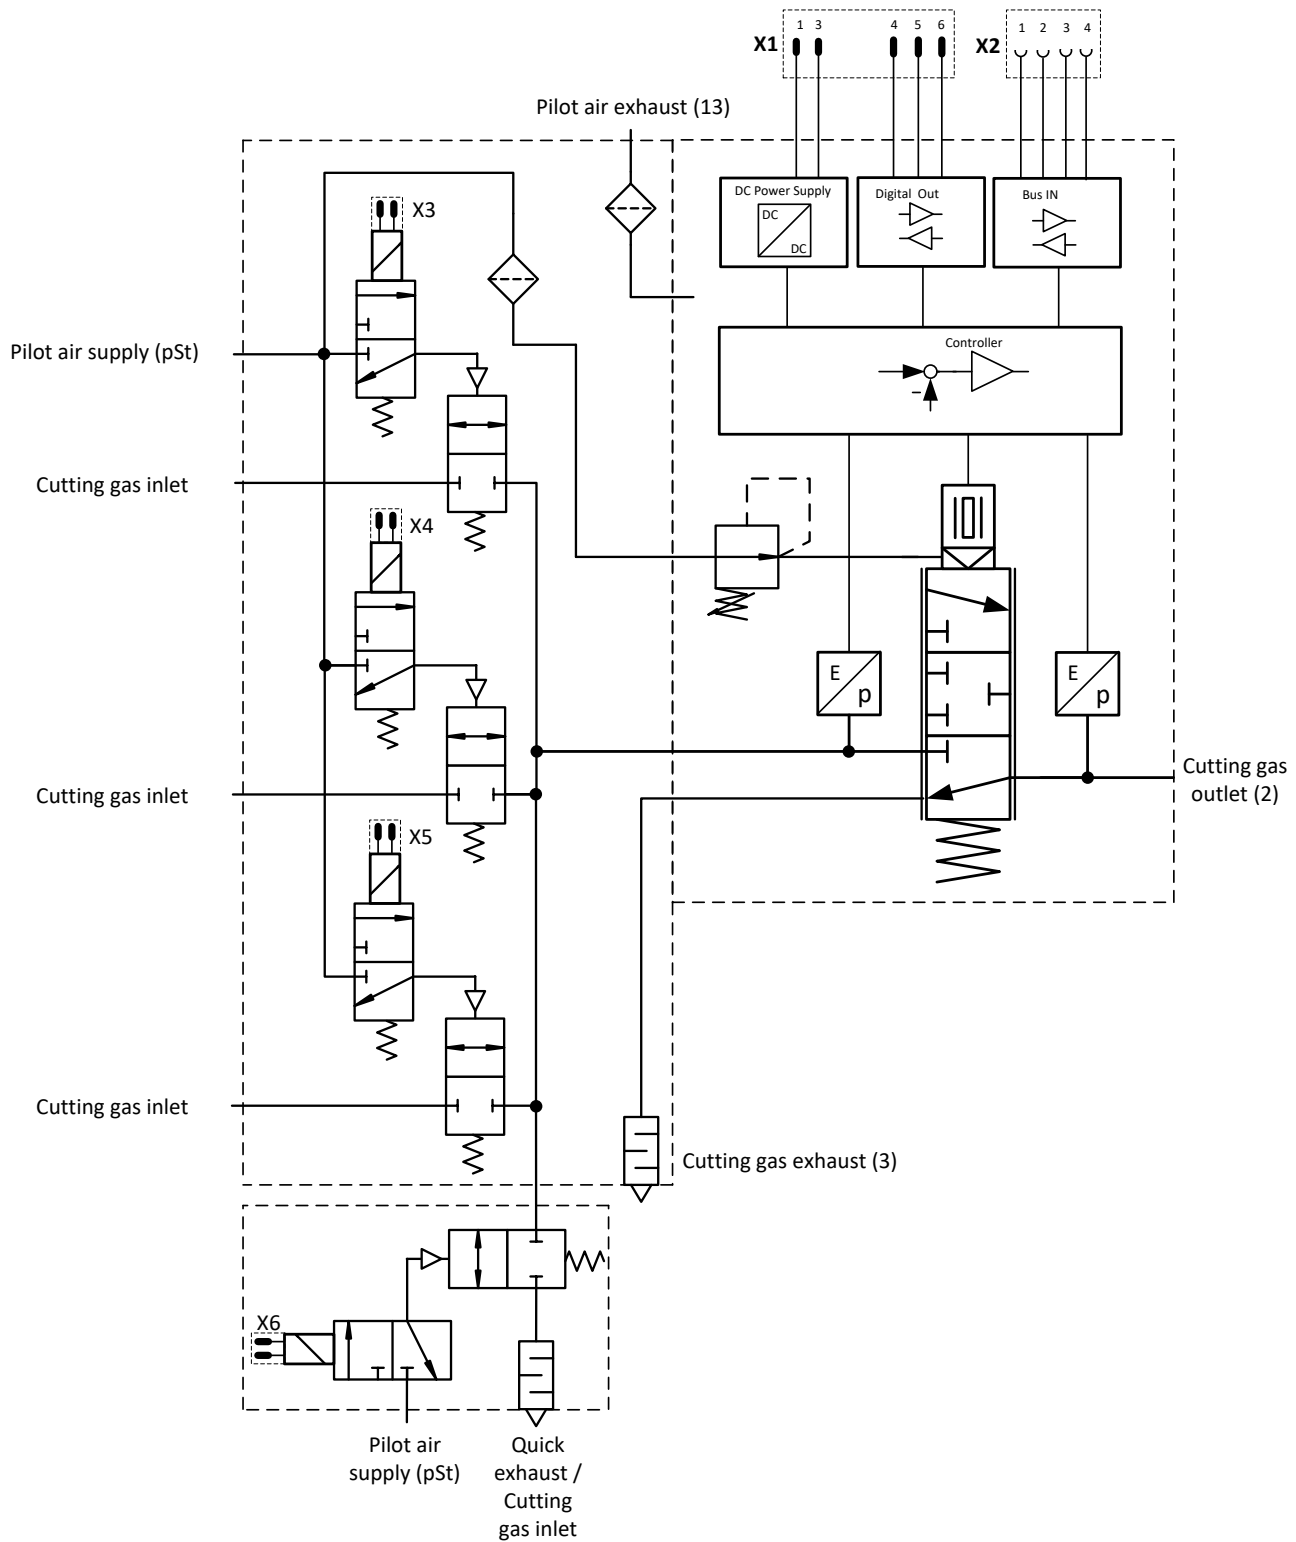 1 3 4 5 6
X1
1 2 3 4
X2
Pilot air exhaust (13)
DC Power Supply
DC
DC
Digital Out
Bus IN
X3
Pilot air supply (pSt)
Controller
Cutting gas inlet
X4
E
p
E
p
Cutting gas
outlet (2)
Cutting gas inlet
X5
Cutting gas inlet
Cutting gas exhaust (3)
X6
Pilot air
supply (pSt)
Quick
exhaust /
Cutting
gas inlet